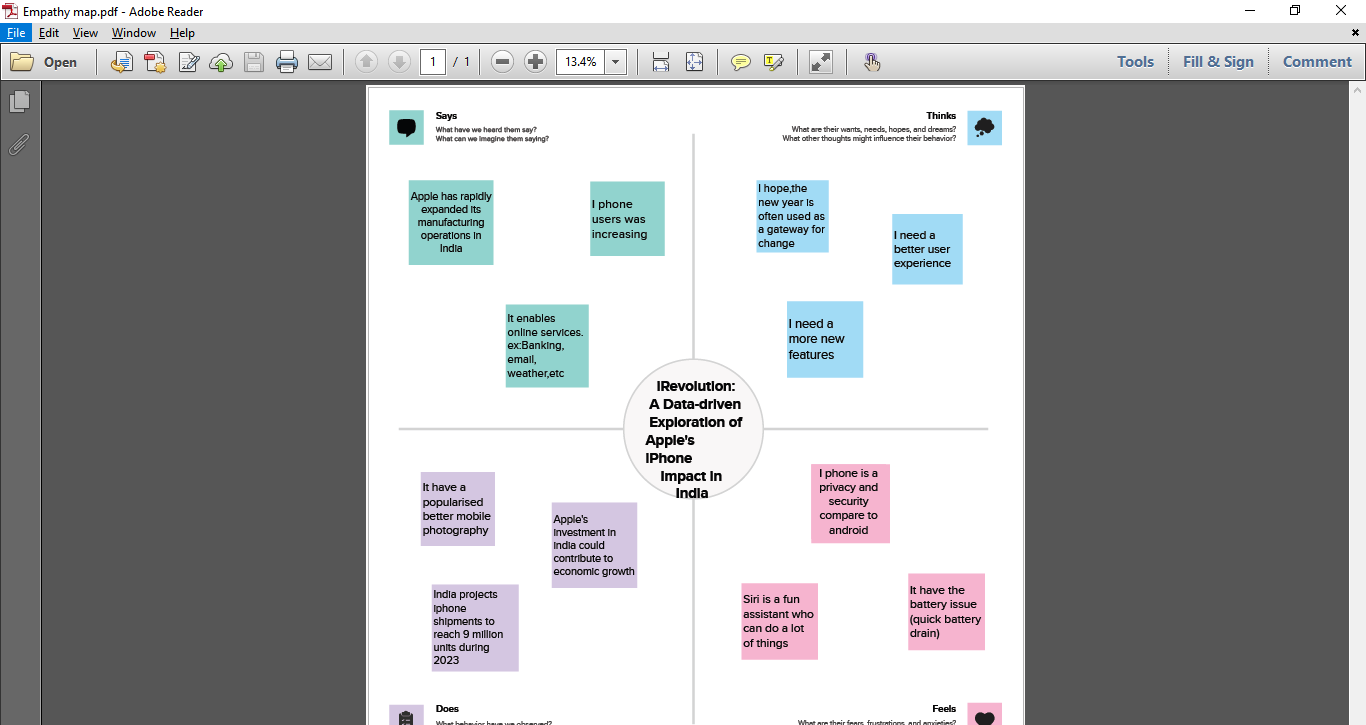 Empathy map.pdf - Adobe Reader
File Edit View Window Help
Open
1 / 1
13.4%
Tools Fill & Sign Comment
Says
What have we heard them say?
What can we imagine them saying?
Thinks
What are their wants, needs, hopes, and dreams?
What other thoughts might influence their behavior?
Apple has rapidly
expanded its
manufacturing
operations in
India
I phone
users was
increasing
It enables
online services.
ex:Banking,
email,
weather,etc
I hope,the
new year is
often used as
a gateway for
change
I need a
better user
experience
I need a
more new
features
IRevolution:
A Data-driven
Exploration of
Apple's
IPhone
Impact in
India
It have a
popularised
better mobile
photography
Apple's
investment in
India could
contribute to
economic growth
India projects
iphone
shipments to
reach 9 million
units during
2023
I phone is a
privacy and
security
compare to
android
Siri is a fun
assistant who
can do a lot
of things
It have the
battery issue
(quick battery
drain)
Does
What behavior have we observed?
Feels
What are their fears, frustrations, and anxieties?